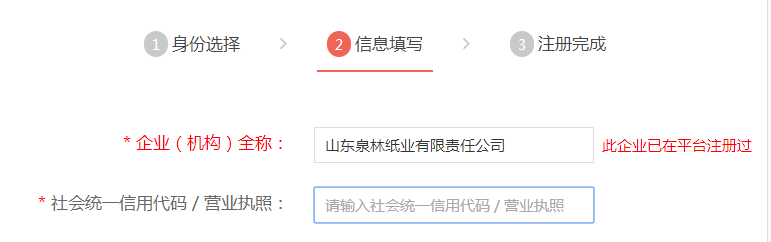 1 身份选择 > 2 信息填写 > 3 注册完成
* 企业（机构）全称： 山东泉林纸业有限责任公司 此企业已在平台注册过
* 社会统一信用代码 / 营业执照： 请输入社会统一信用代码 / 营业执照